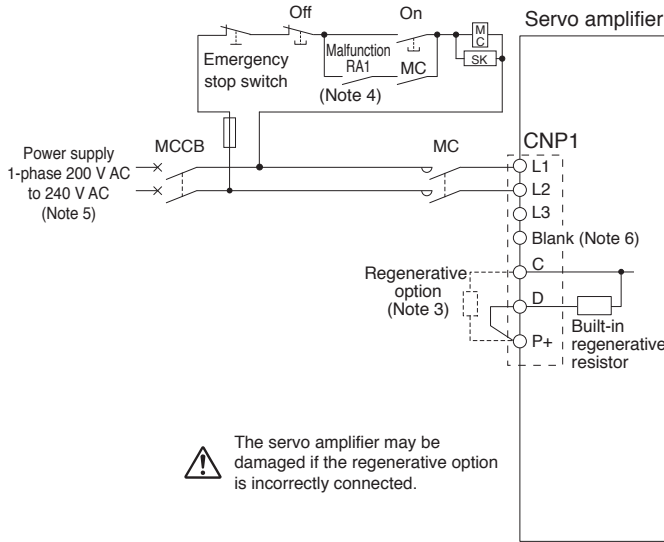 Off
On
Servo amplifier
M
C
SK
Emergency
stop switch
Malfunction
RA1
MC
(Note 4)
CNP1
Power supply
1-phase 200 V AC
to 240 V AC
(Note 5)
MCCB
MC
L1
L2
L3
Blank (Note 6)
C
Regenerative
option
(Note 3)
D
Built-in
regenerative
resistor
P+
The servo amplifier may be
damaged if the regenerative option
is incorrectly connected.